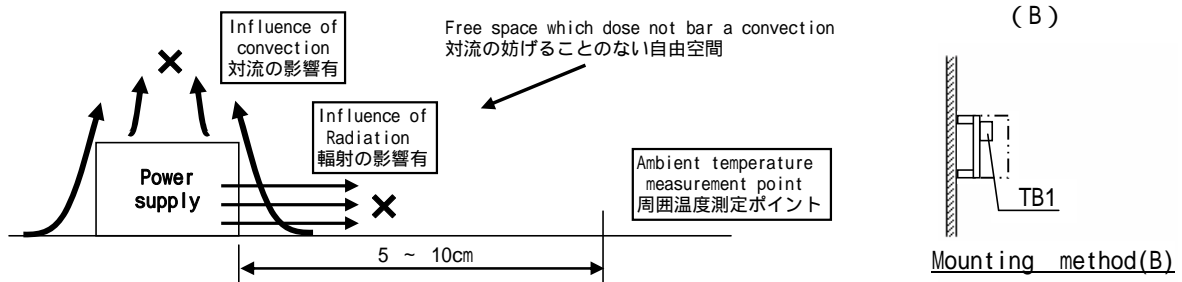 Influence of
convection
対流の影響有
Free space which dose not bar a convection
対流の妨げることのない自由空間
Influence of
Radiation
輻射の影響有
Power
supply
Ambient temperature
measurement point
周囲温度測定ポイント
5 ~ 10cm
(B)
TB1
Mounting method(B)